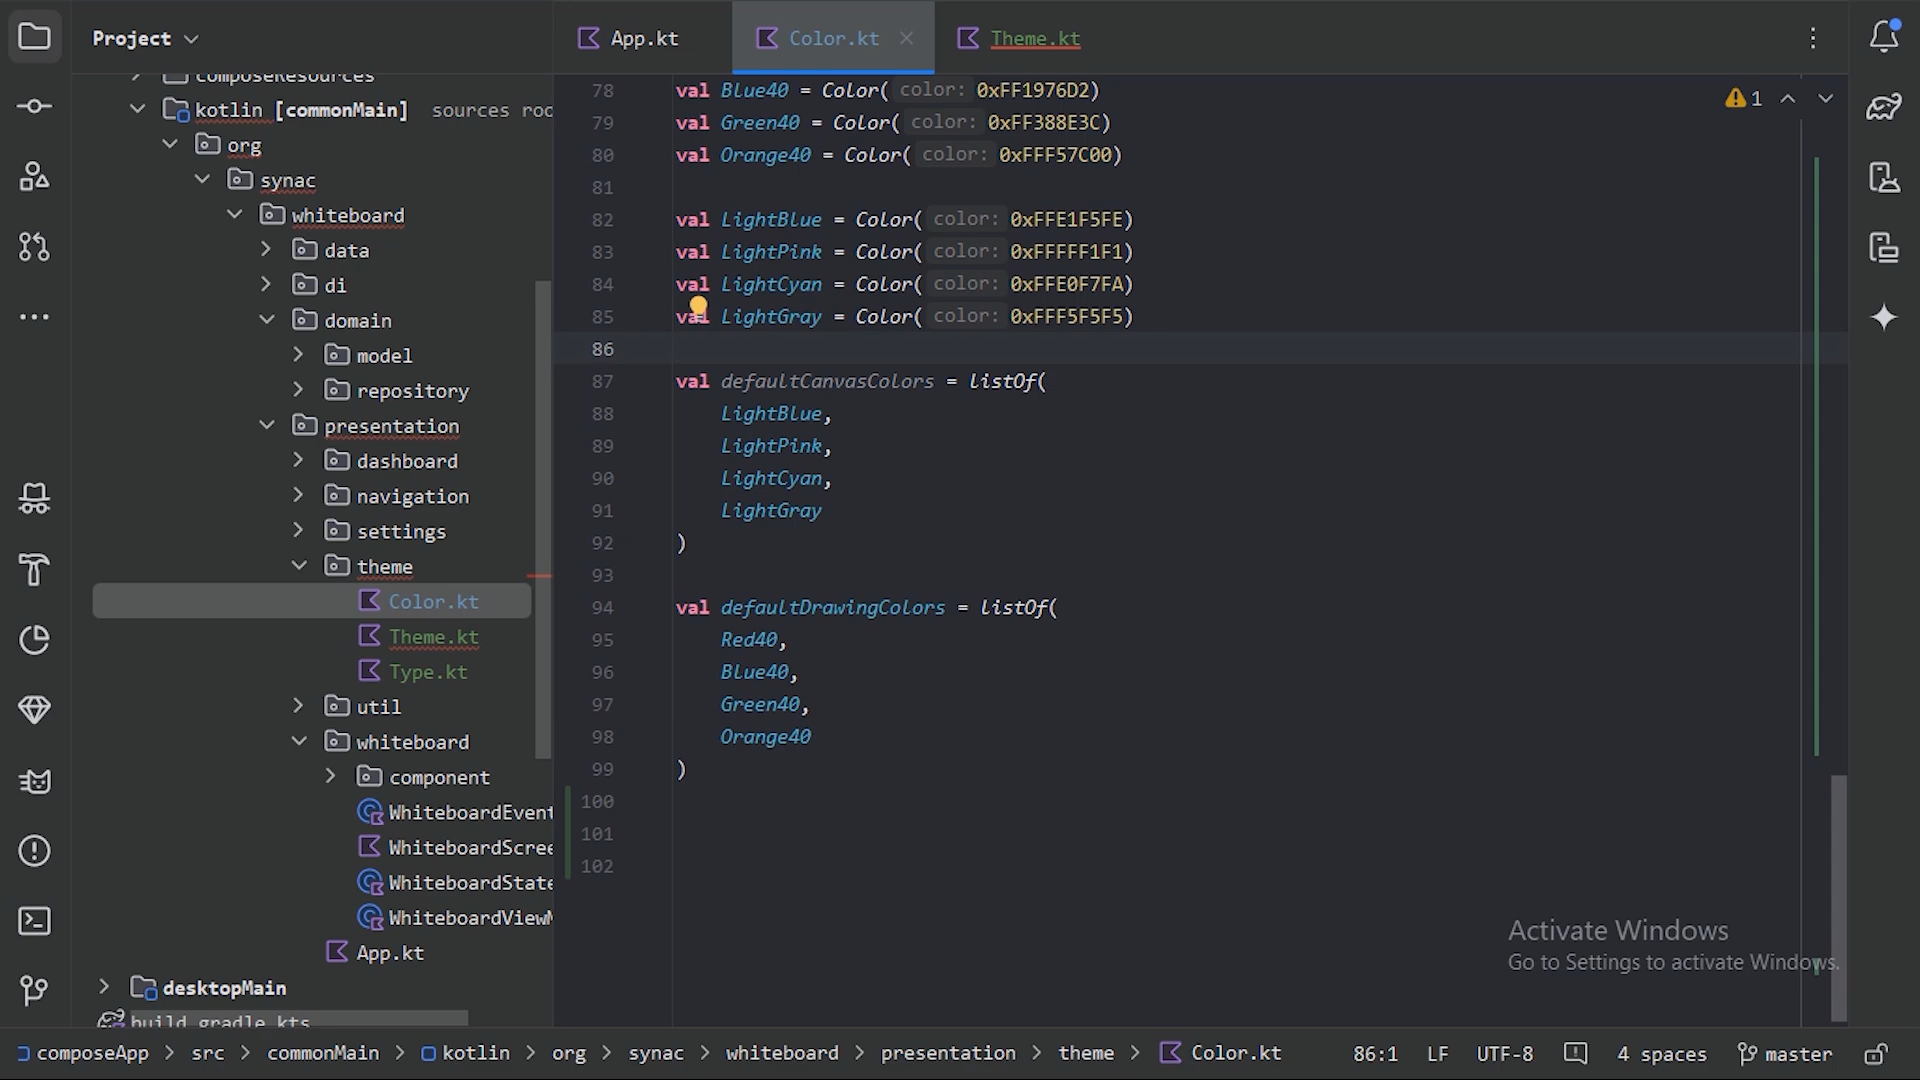 Project
App.kt
Color.kt
Theme.kt
composeResources
kotlin [commonMain] sources roo
org
synac
whiteboard
data
di
domain
model
repository
presentation
dashboard
navigation
settings
theme
Color.kt
Theme.kt
Type.kt
util
whiteboard
component
WhiteboardEvent
WhiteboardScree
WhiteboardState
WhiteboardViewM
App.kt
desktopMain
build.gradle.kts
1
78 val Blue40 = Color( color: 0xFF1976D2)
79 val Green40 = Color( color: 0xFF388E3C)
80 val Orange40 = Color( color: 0xFFF57C00)
81
82 val LightBlue = Color( color: 0xFFE1F5FE)
83 val LightPink = Color( color: 0xFFFFF1F1)
84 val LightCyan = Color( color: 0xFFE0F7FA)
85 val LightGray = Color( color: 0xFFF5F5F5)
86
87 val defaultCanvasColors = listOf(
88 LightBlue,
89 LightPink,
90 LightCyan,
91 LightGray
92 )
93
94 val defaultDrawingColors = listOf(
95 Red40,
96 Blue40,
97 Green40,
98 Orange40
99 )
100
101
102
Activate Windows
Go to Settings to activate Windows.
composeApp > src > commonMain > kotlin > org > synac > whiteboard > presentation > theme > Color.kt 86:1 LF UTF-8 4 spaces master